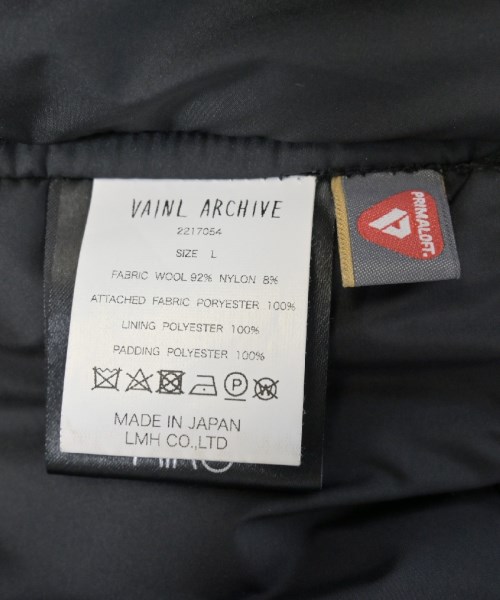 VAINL ARCHIVE
2217054
SIZE L
FABRIC WOOL 92% NYLON 8%
ATTACHED FABRIC PORYESTER 100%
LINING POLYESTER 100%
PADDING POLYESTER 100%
MADE IN JAPAN
LMH CO.,LTD
PRIMALOFT